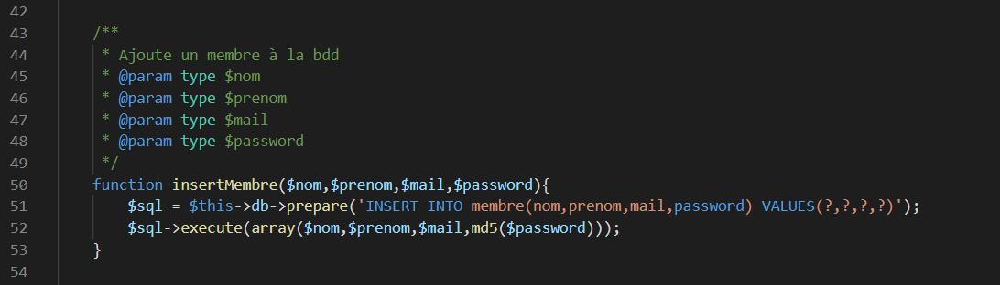 42
43 /**
44 * Ajoute un membre à la bdd
45 * @param type $nom
46 * @param type $prenom
47 * @param type $mail
48 * @param type $password
49 */
50 function insertMembre($nom,$prenom,$mail,$password){
51 $sql = $this->db->prepare('INSERT INTO membre(nom,prenom,mail,password) VALUES(?,?,?,?)');
52 $sql->execute(array($nom,$prenom,$mail,md5($password)));
53 }
54